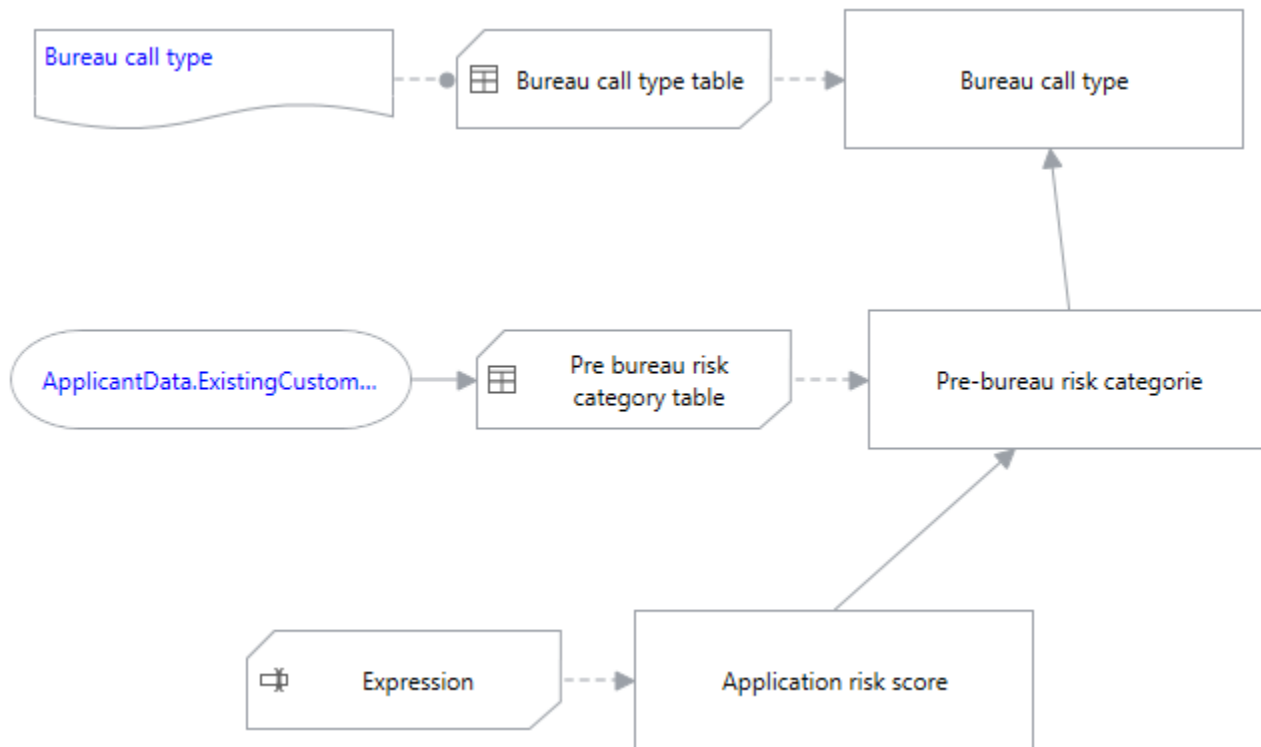 Bureau call type
Bureau call type table
Bureau call type
ApplicantData.ExistingCustom...
Pre bureau risk
category table
Pre-bureau risk categorie
Expression
Application risk score